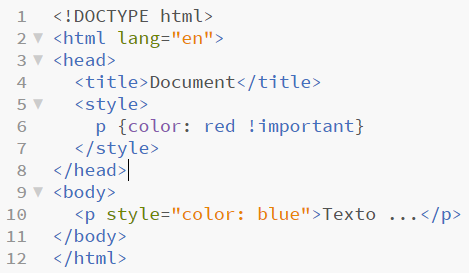 1 <!DOCTYPE html>
2 <html lang="en">
3 <head>
4   <title>Document</title>
5   <style>
6     p {color: red !important}
7   </style>
8 </head>
9 <body>
10   <p style="color: blue">Texto ...</p>
11 </body>
12 </html>